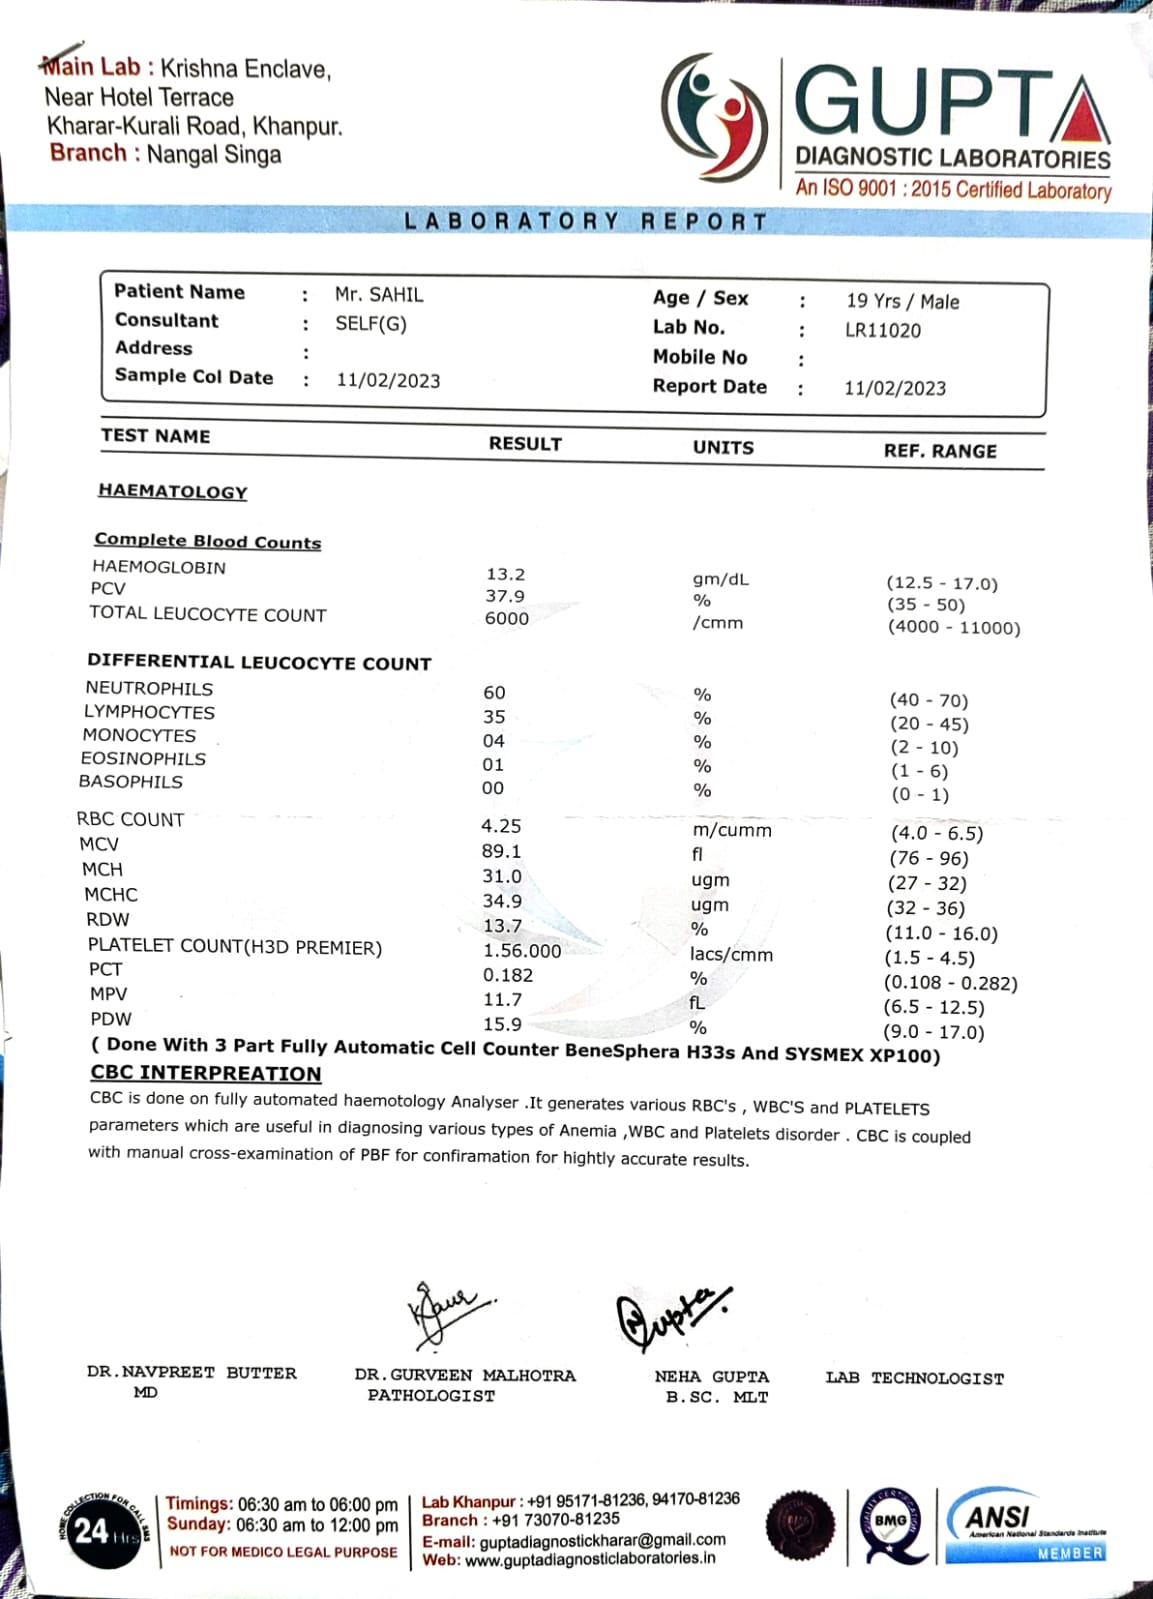 Main Lab : Krishna Enclave,
Near Hotel Terrace
Kharar-Kurali Road, Khanpur.
Branch : Nangal Singa
GUPTA
DIAGNOSTIC LABORATORIES
An ISO 9001 : 2015 Certified Laboratory
LABORATORY REPORT
Patient Name : Mr. SAHIL Age / Sex : 19 Yrs / Male
Consultant : SELF(G) Lab No. : LR11020
Address : Mobile No :
Sample Col Date : 11/02/2023 Report Date : 11/02/2023
TEST NAME RESULT UNITS REF. RANGE
HAEMATOLOGY
Complete Blood Counts
HAEMOGLOBIN 13.2 gm/dL (12.5 - 17.0)
PCV 37.9 % (35 - 50)
TOTAL LEUCOCYTE COUNT 6000 /cmm (4000 - 11000)
DIFFERENTIAL LEUCOCYTE COUNT
NEUTROPHILS 60 % (40 - 70)
LYMPHOCYTES 35 % (20 - 45)
MONOCYTES 04 % (2 - 10)
EOSINOPHILS 01 % (1 - 6)
BASOPHILS 00 % (0 - 1)
RBC COUNT 4.25 m/cumm (4.0 - 6.5)
MCV 89.1 fl (76 - 96)
MCH 31.0 ugm (27 - 32)
MCHC 34.9 ugm (32 - 36)
RDW 13.7 % (11.0 - 16.0)
PLATELET COUNT(H3D PREMIER) 1.56.000 lacs/cmm (1.5 - 4.5)
PCT 0.182 % (0.108 - 0.282)
MPV 11.7 fL (6.5 - 12.5)
PDW 15.9 % (9.0 - 17.0)
( Done With 3 Part Fully Automatic Cell Counter BeneSphera H33s And SYSMEX XP100)
CBC INTERPREATION
CBC is done on fully automated haemotology Analyser .It generates various RBC's , WBC'S and PLATELETS
parameters which are useful in diagnosing various types of Anemia ,WBC and Platelets disorder . CBC is coupled
with manual cross-examination of PBF for confiramation for hightly accurate results.
Gupta
DR.NAVPREET BUTTER DR.GURVEEN MALHOTRA NEHA GUPTA LAB TECHNOLOGIST
MD PATHOLOGIST B.SC. MLT
HOME COLLECTION FOR CALL SMS
24 Hrs
Timings: 06:30 am to 06:00 pm
Sunday: 06:30 am to 12:00 pm
NOT FOR MEDICO LEGAL PURPOSE
Lab Khanpur : +91 95171-81236, 94170-81236
Branch : +91 73070-81235
E-mail: guptadiagnostickharar@gmail.com
Web: www.guptadiagnosticlaboratories.in
BMG
QUALITY CERTIFICATION
BMG
ANSI
American National Standards Institute
MEMBER